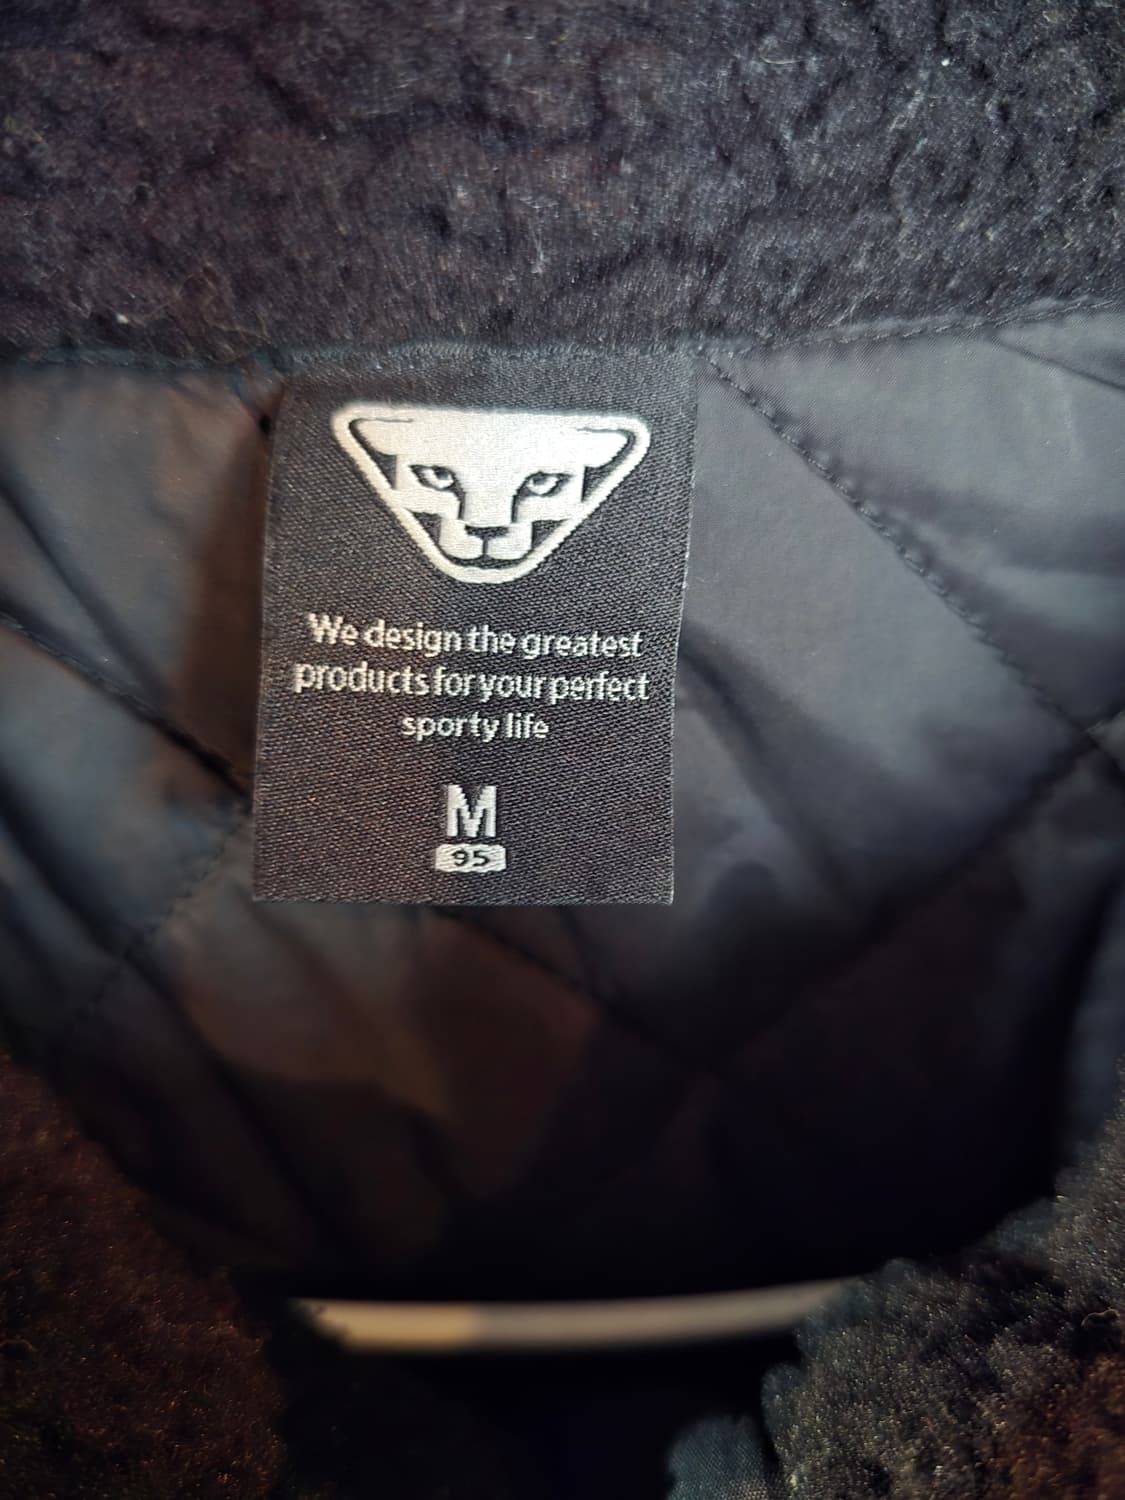 We design the greatest
products for your perfect
sporty life
M
95